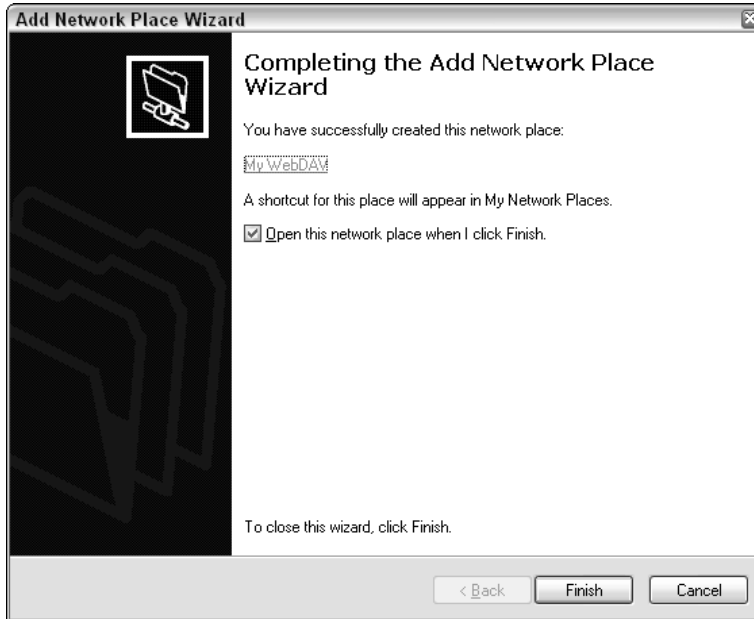 Add Network Place Wizard
Completing the Add Network Place
Wizard
You have successfully created this network place:
My WebDAV
A shortcut for this place will appear in My Network Places.
Open this network place when I click Finish.
To close this wizard, click Finish.
< Back
Finish
Cancel